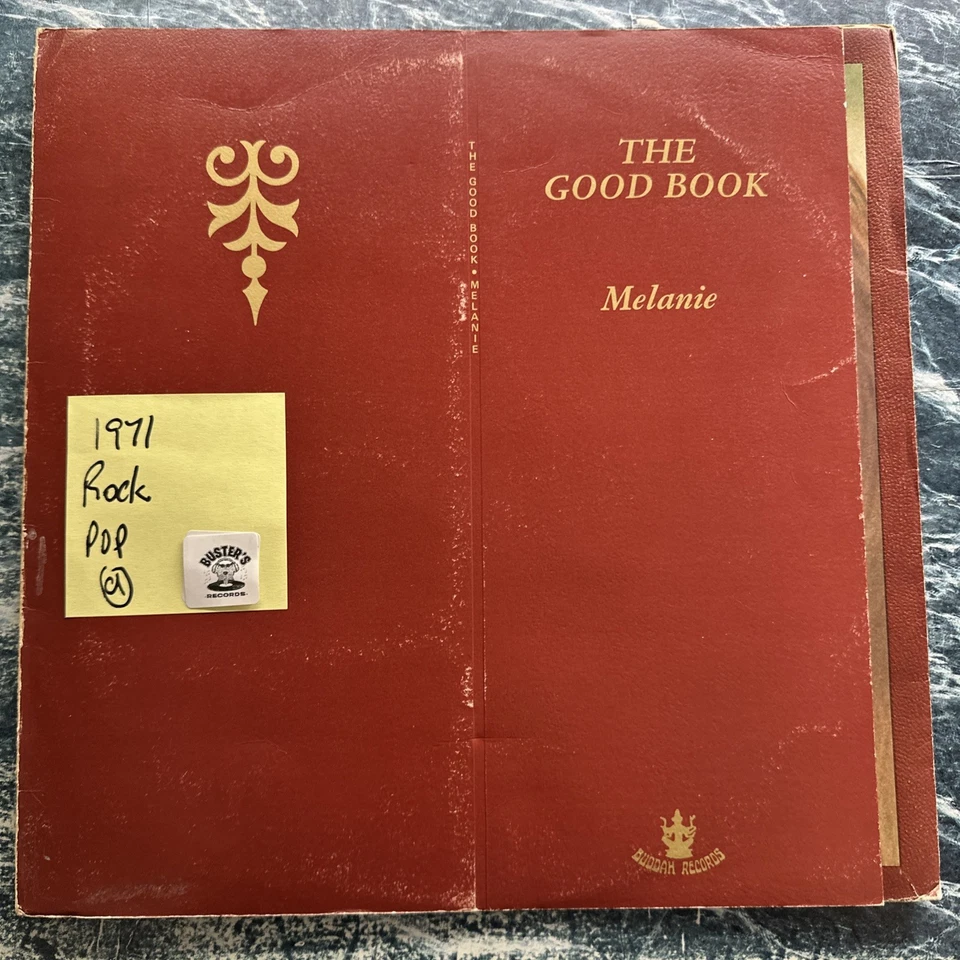 THE
GOOD BOOK
Melanie
THE GOOD BOOK • MELANIE
BUDDAH RECORDS
1971
Rock
POP
BUSTER'S
-RECORDS-